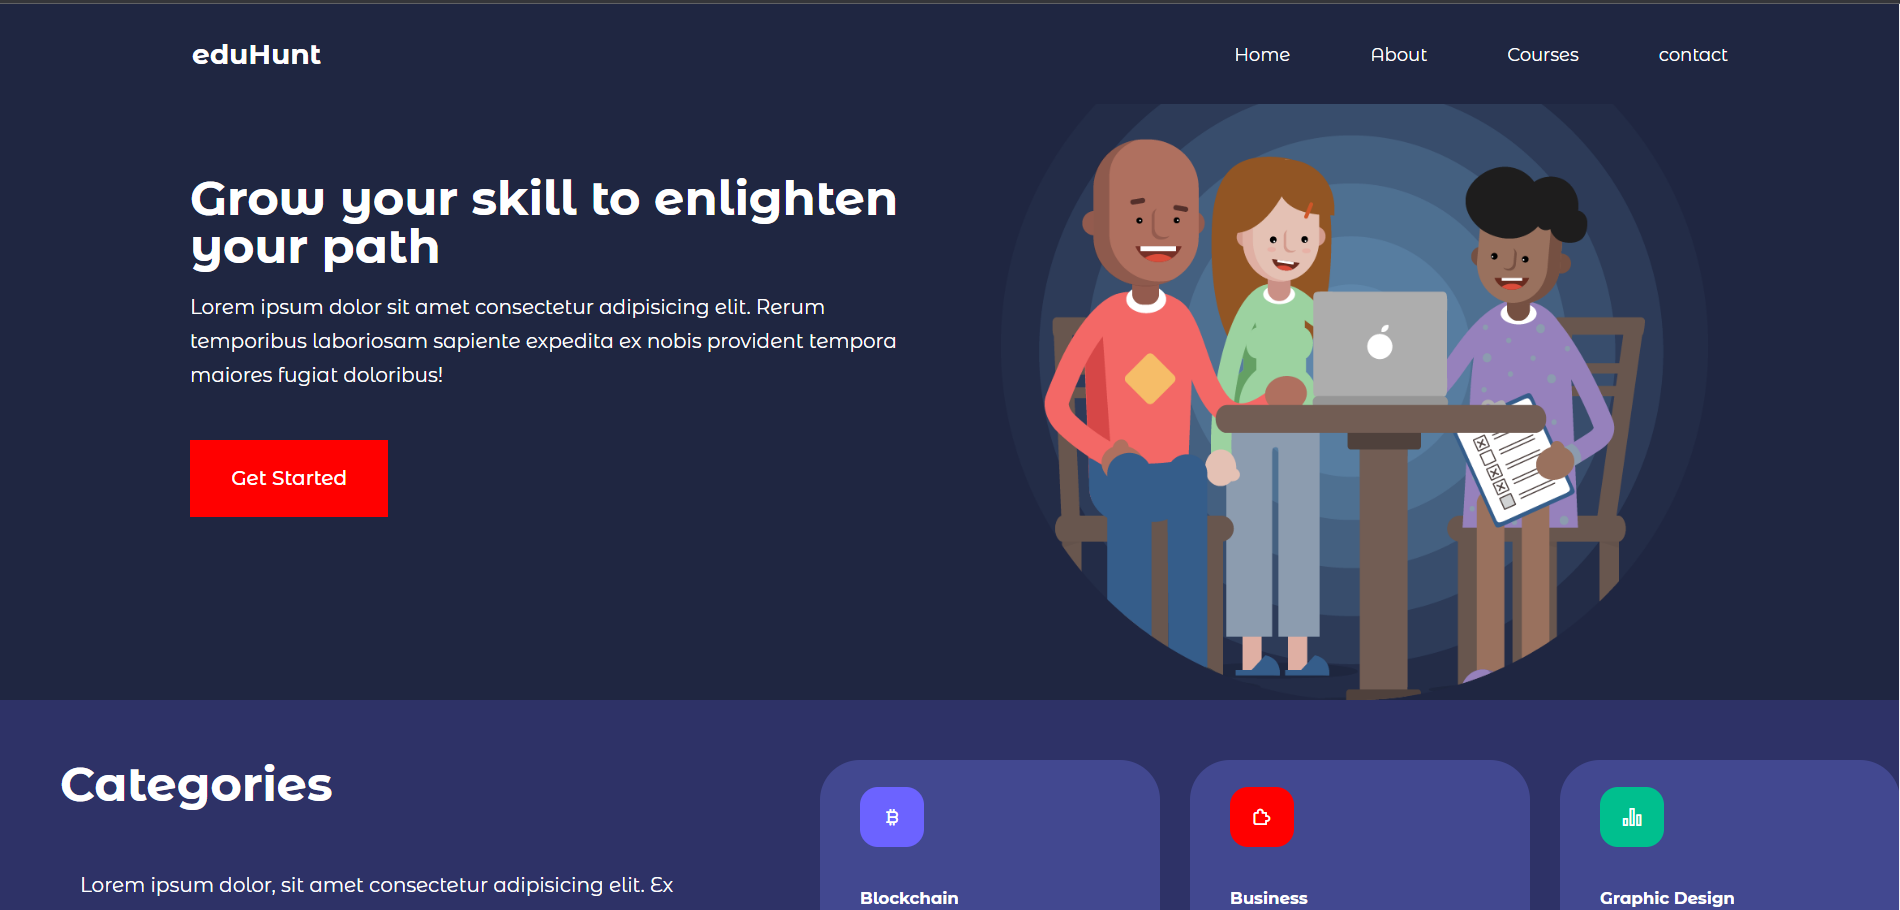 eduHunt
Home
About
Courses
contact
Grow your skill to enlighten
your path
Lorem ipsum dolor sit amet consectetur adipisicing elit. Rerum
temporibus laboriosam sapiente expedita ex nobis provident tempora
maiores fugiat doloribus!
Get Started
Categories
Lorem ipsum dolor, sit amet consectetur adipisicing elit. Ex
Blockchain
Business
Graphic Design